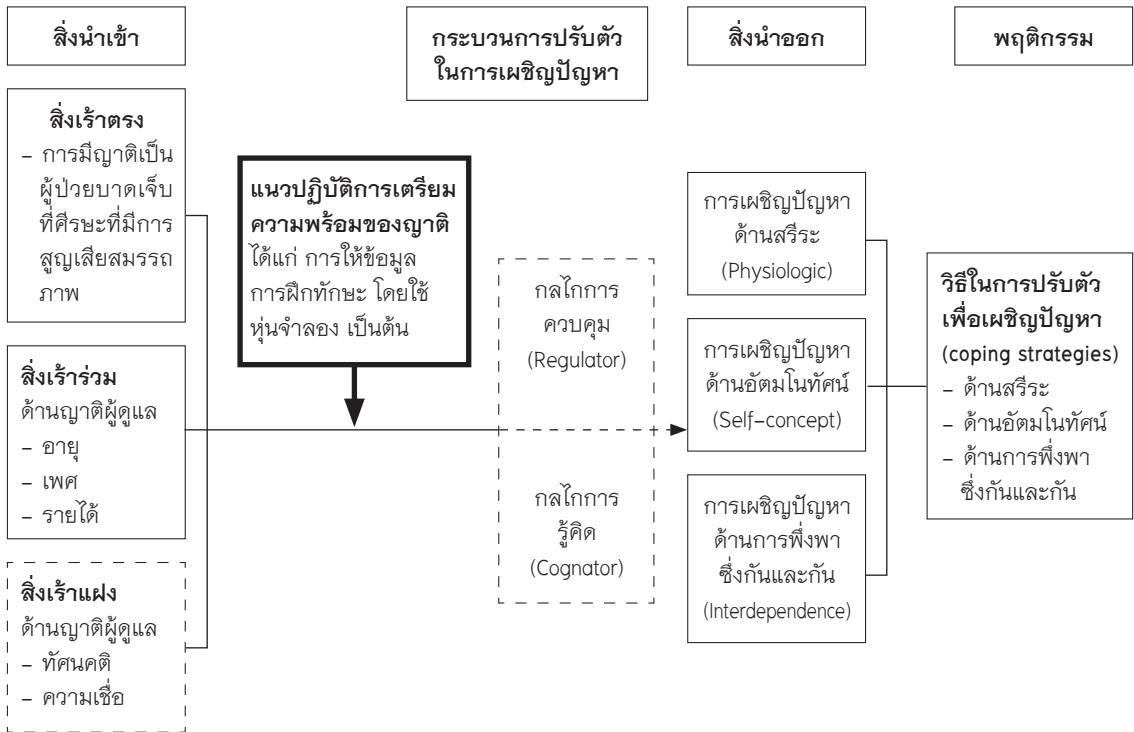 สิ่งนำเข้า
กระบวนการปรับตัว
ในการเผชิญปัญหา
สิ่งนำออก
พฤติกรรม
สิ่งเร้าตรง
– การมีญาติเป็น
ผู้ป่วยบาดเจ็บ
ที่ศีรษะที่มีการ
สูญเสียสมรรถ
ภาพ
สิ่งเร้าร่วม
ด้านญาติผู้ดูแล
– อายุ
– เพศ
– รายได้
สิ่งเร้าแฝง
ด้านญาติผู้ดูแล
– ทัศนคติ
– ความเชื่อ
แนวปฏิบัติการเตรียม
ความพร้อมของญาติ
ได้แก่ การให้ข้อมูล
การฝึกทักษะ โดยใช้
หุ่นจำลอง เป็นต้น
กลไกการ
ควบคุม
(Regulator)
กลไกการ
รู้คิด
(Cognator)
การเผชิญปัญหา
ด้านสรีระ
(Physiologic)
การเผชิญปัญหา
ด้านอัตมโนทัศน์
(Self–concept)
การเผชิญปัญหา
ด้านการพึ่งพา
ซึ่งกันและกัน
(Interdependence)
วิธีในการปรับตัว
เพื่อเผชิญปัญหา
(coping strategies)
– ด้านสรีระ
– ด้านอัตมโนทัศน์
– ด้านการพึ่งพา
ซึ่งกันและกัน